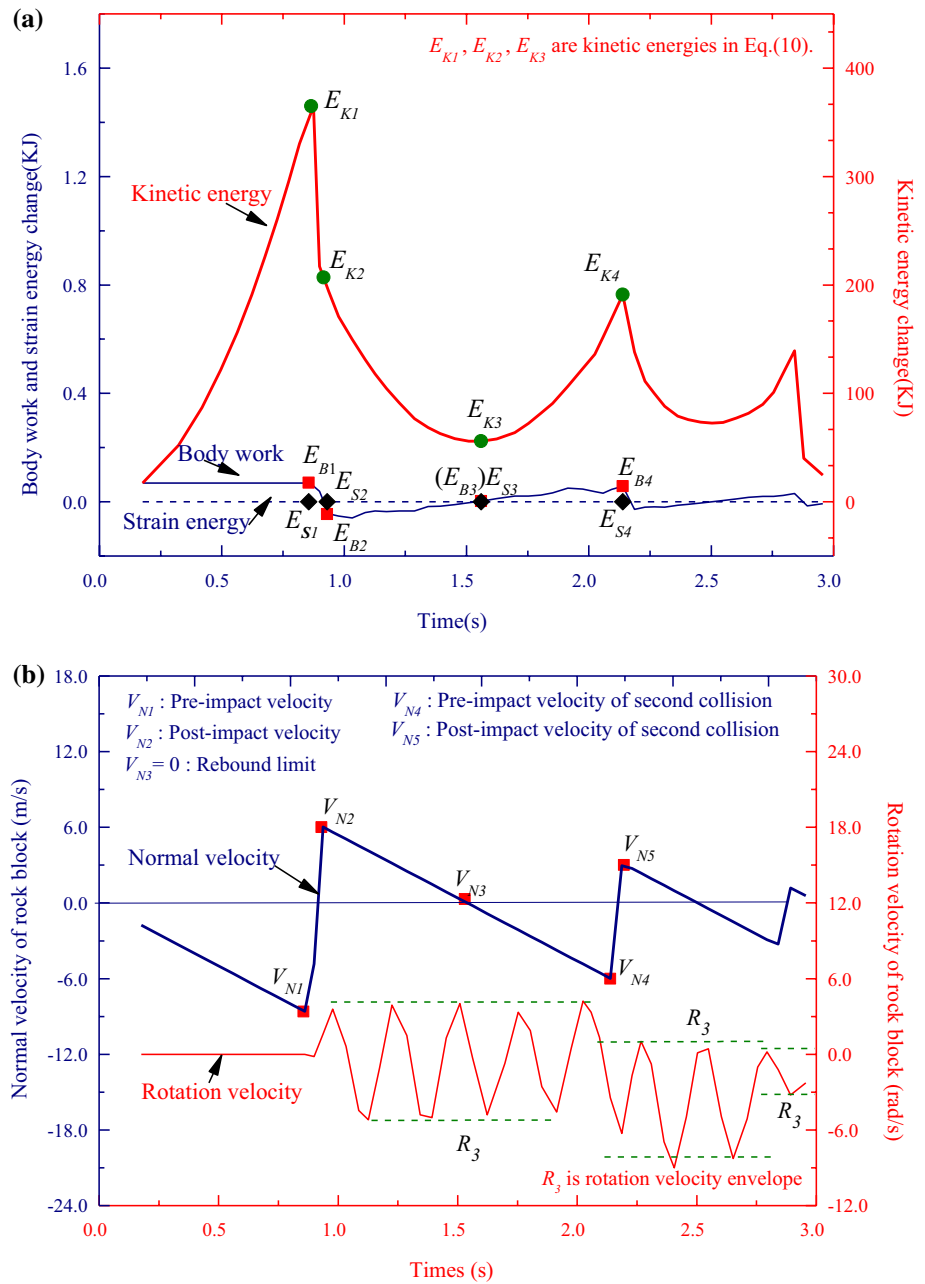 (a)
E_K1, E_K2, E_K3 are kinetic energies in Eq.(10).
1.6
1.2
0.8
0.4
0.0
400
300
200
100
0
Body work and strain energy change(KJ)
Kinetic energy change(KJ)
E_K1
Kinetic energy
E_K2
E_K4
E_K3
Body work
E_B1
E_S2
(E_B3)E_S3
E_B4
Strain energy
E_S1
E_B2
E_S4
0.0 0.5 1.0 1.5 2.0 2.5 3.0
Time(s)
(b)
18.0
12.0
6.0
0.0
-6.0
-12.0
-18.0
-24.0
30.0
24.0
18.0
12.0
6.0
0.0
-6.0
-12.0
Normal velocity of rock block (m/s)
Rotation velocity of rock block (rad/s)
V_N1 : Pre-impact velocity
V_N4 : Pre-impact velocity of second collision
V_N2 : Post-impact velocity
V_N5 : Post-impact velocity of second collision
V_N3 = 0 : Rebound limit
V_N2
Normal velocity
V_N5
V_N3
V_N1
V_N4
R_3
Rotation velocity
R_3
R_3
R_3 is rotation velocity envelope
0.0 0.5 1.0 1.5 2.0 2.5 3.0
Times (s)